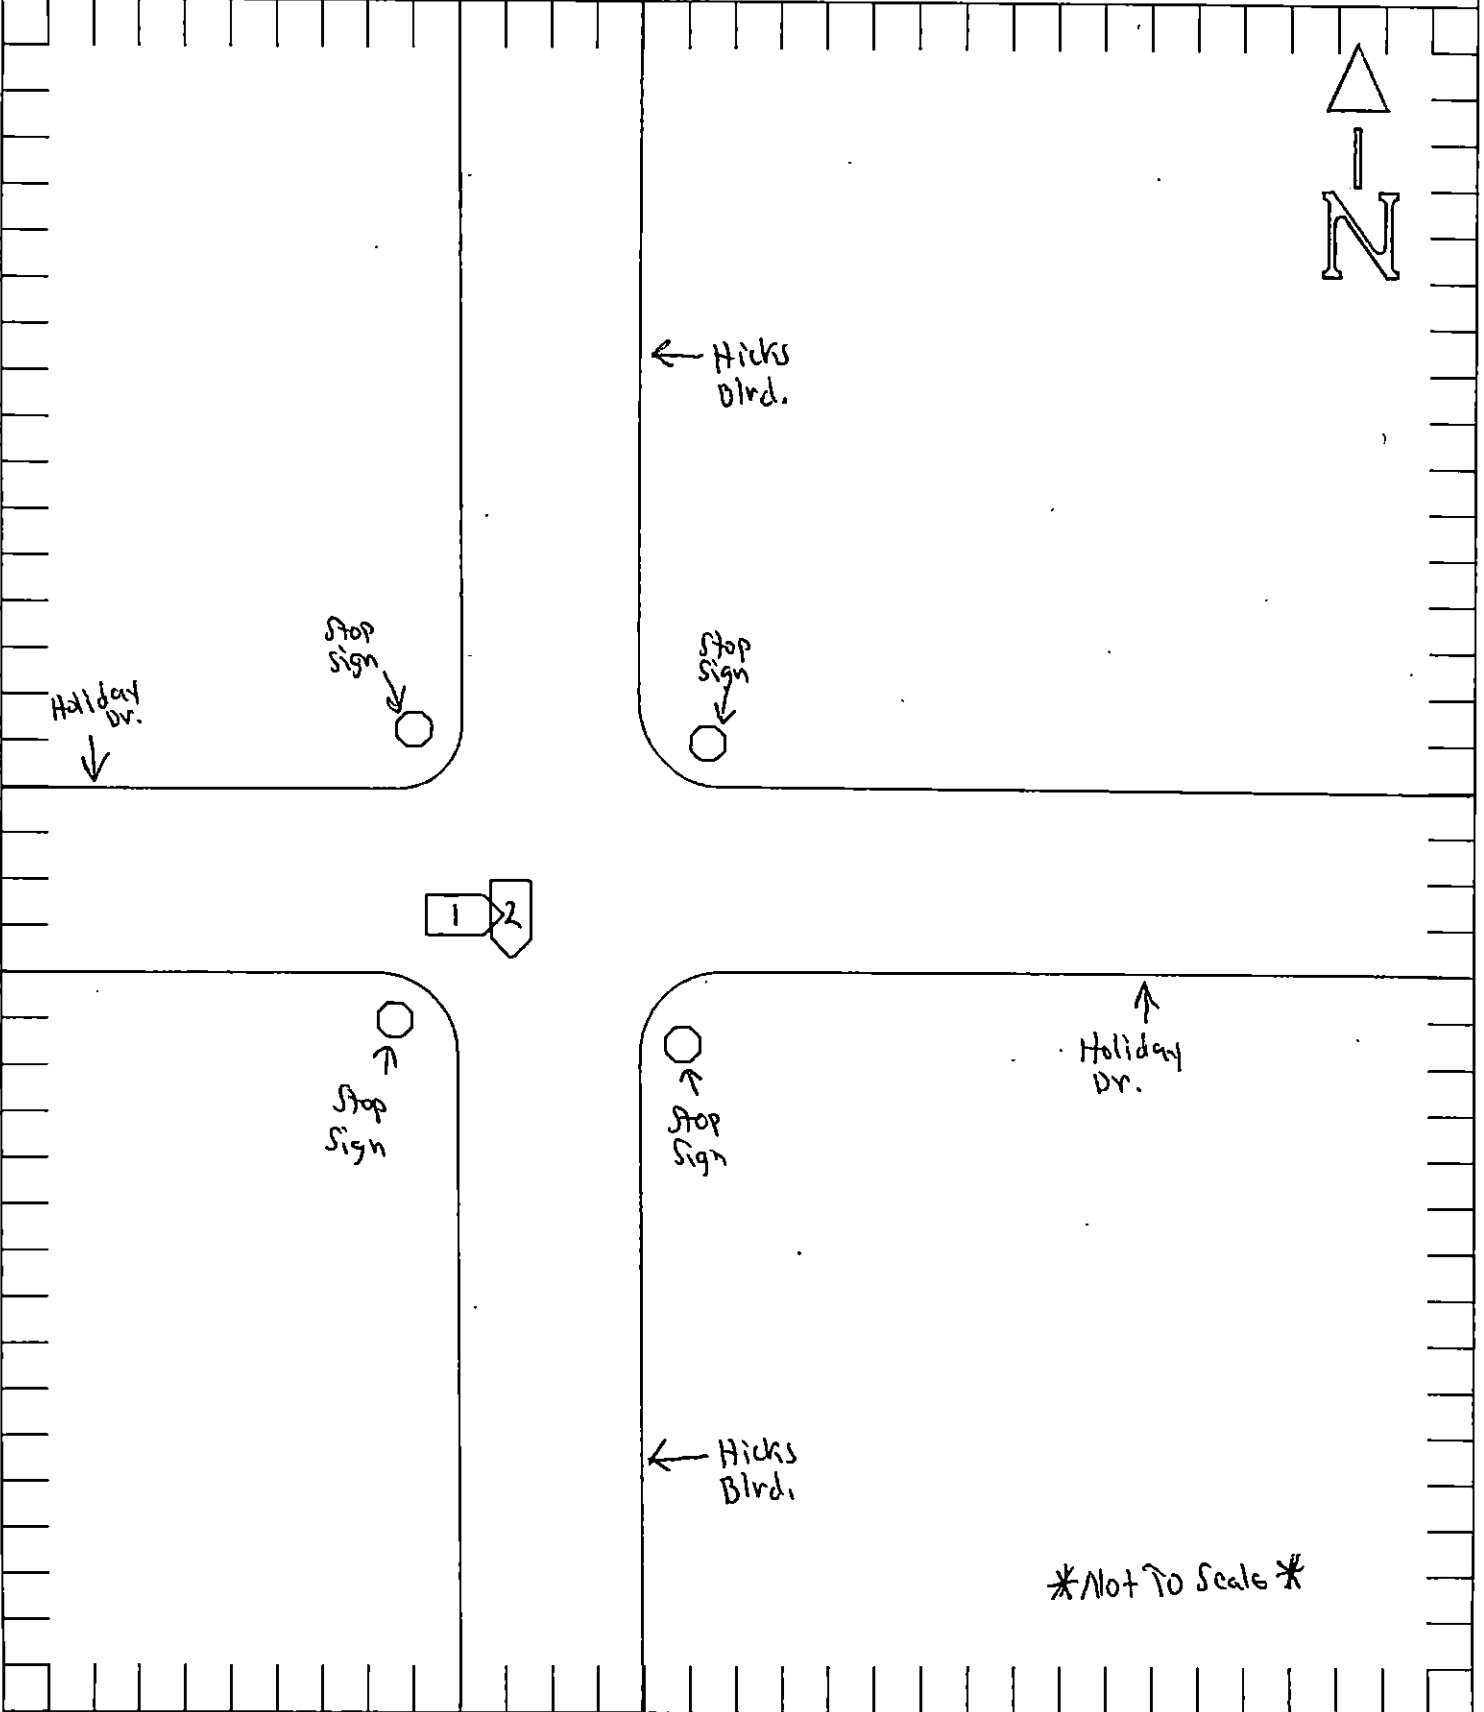 N
Hicks
Blvd.
Stop
Sign
Stop
Sign
Holiday
Dr.
1
2
Holiday
Dr.
Stop
Sign
Stop
Sign
Hicks
Blvd.
*Not To Scale*